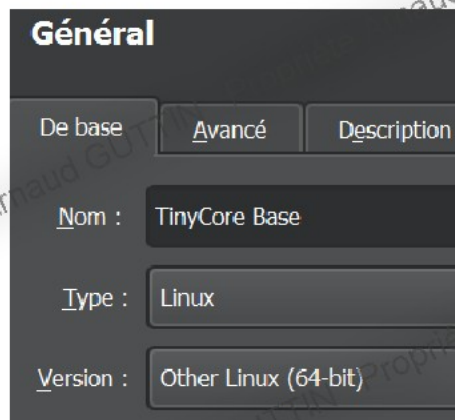 Général
De base Avancé Description
Nom : TinyCore Base
Type : Linux
Version : Other Linux (64-bit)